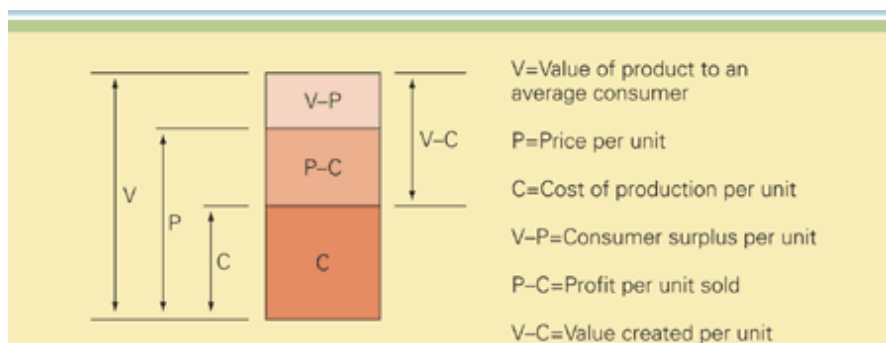 V=Value of product to an
average consumer
V–P
V–C
P=Price per unit
P–C
V
C=Cost of production per unit
P
V–P=Consumer surplus per unit
C
C
P–C=Profit per unit sold
V–C=Value created per unit